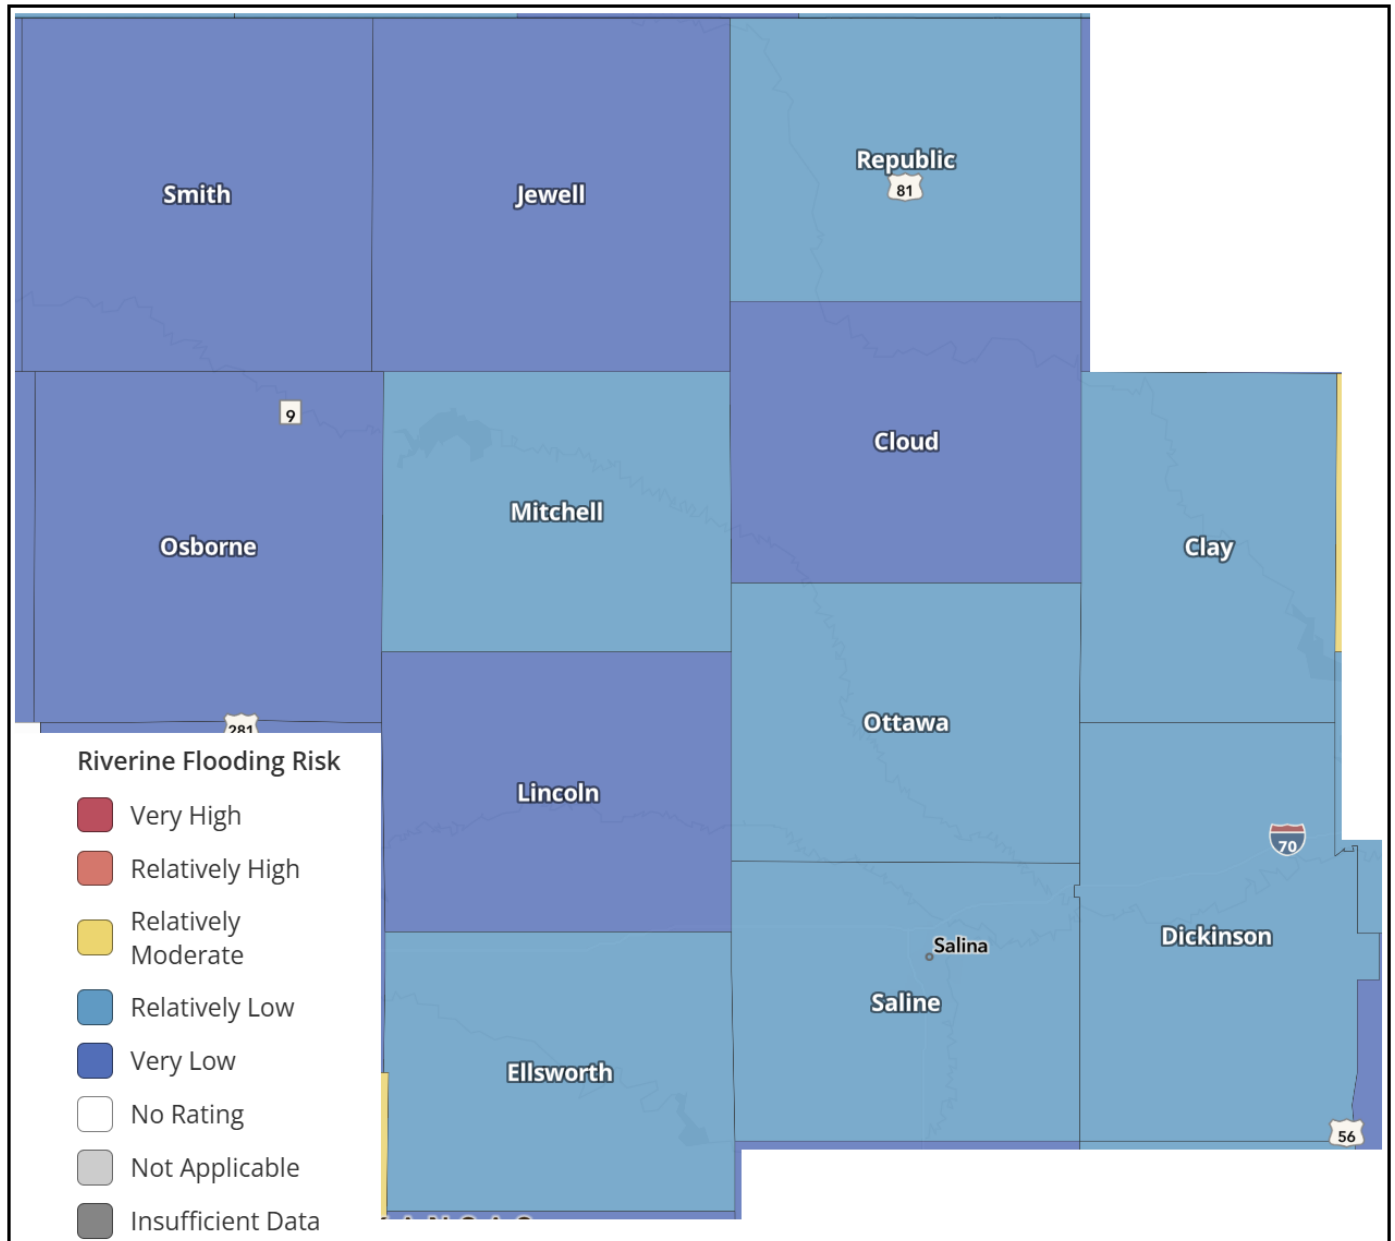 Republic
81
Smith
Jewell
9
Cloud
Mitchell
Osborne
Clay
281
Ottawa
Riverine Flooding Risk
Lincoln
Very High
70
Relatively High
Relatively
Moderate
Dickinson
Salina
Saline
Relatively Low
Very Low
Ellsworth
No Rating
56
Not Applicable
Insufficient Data